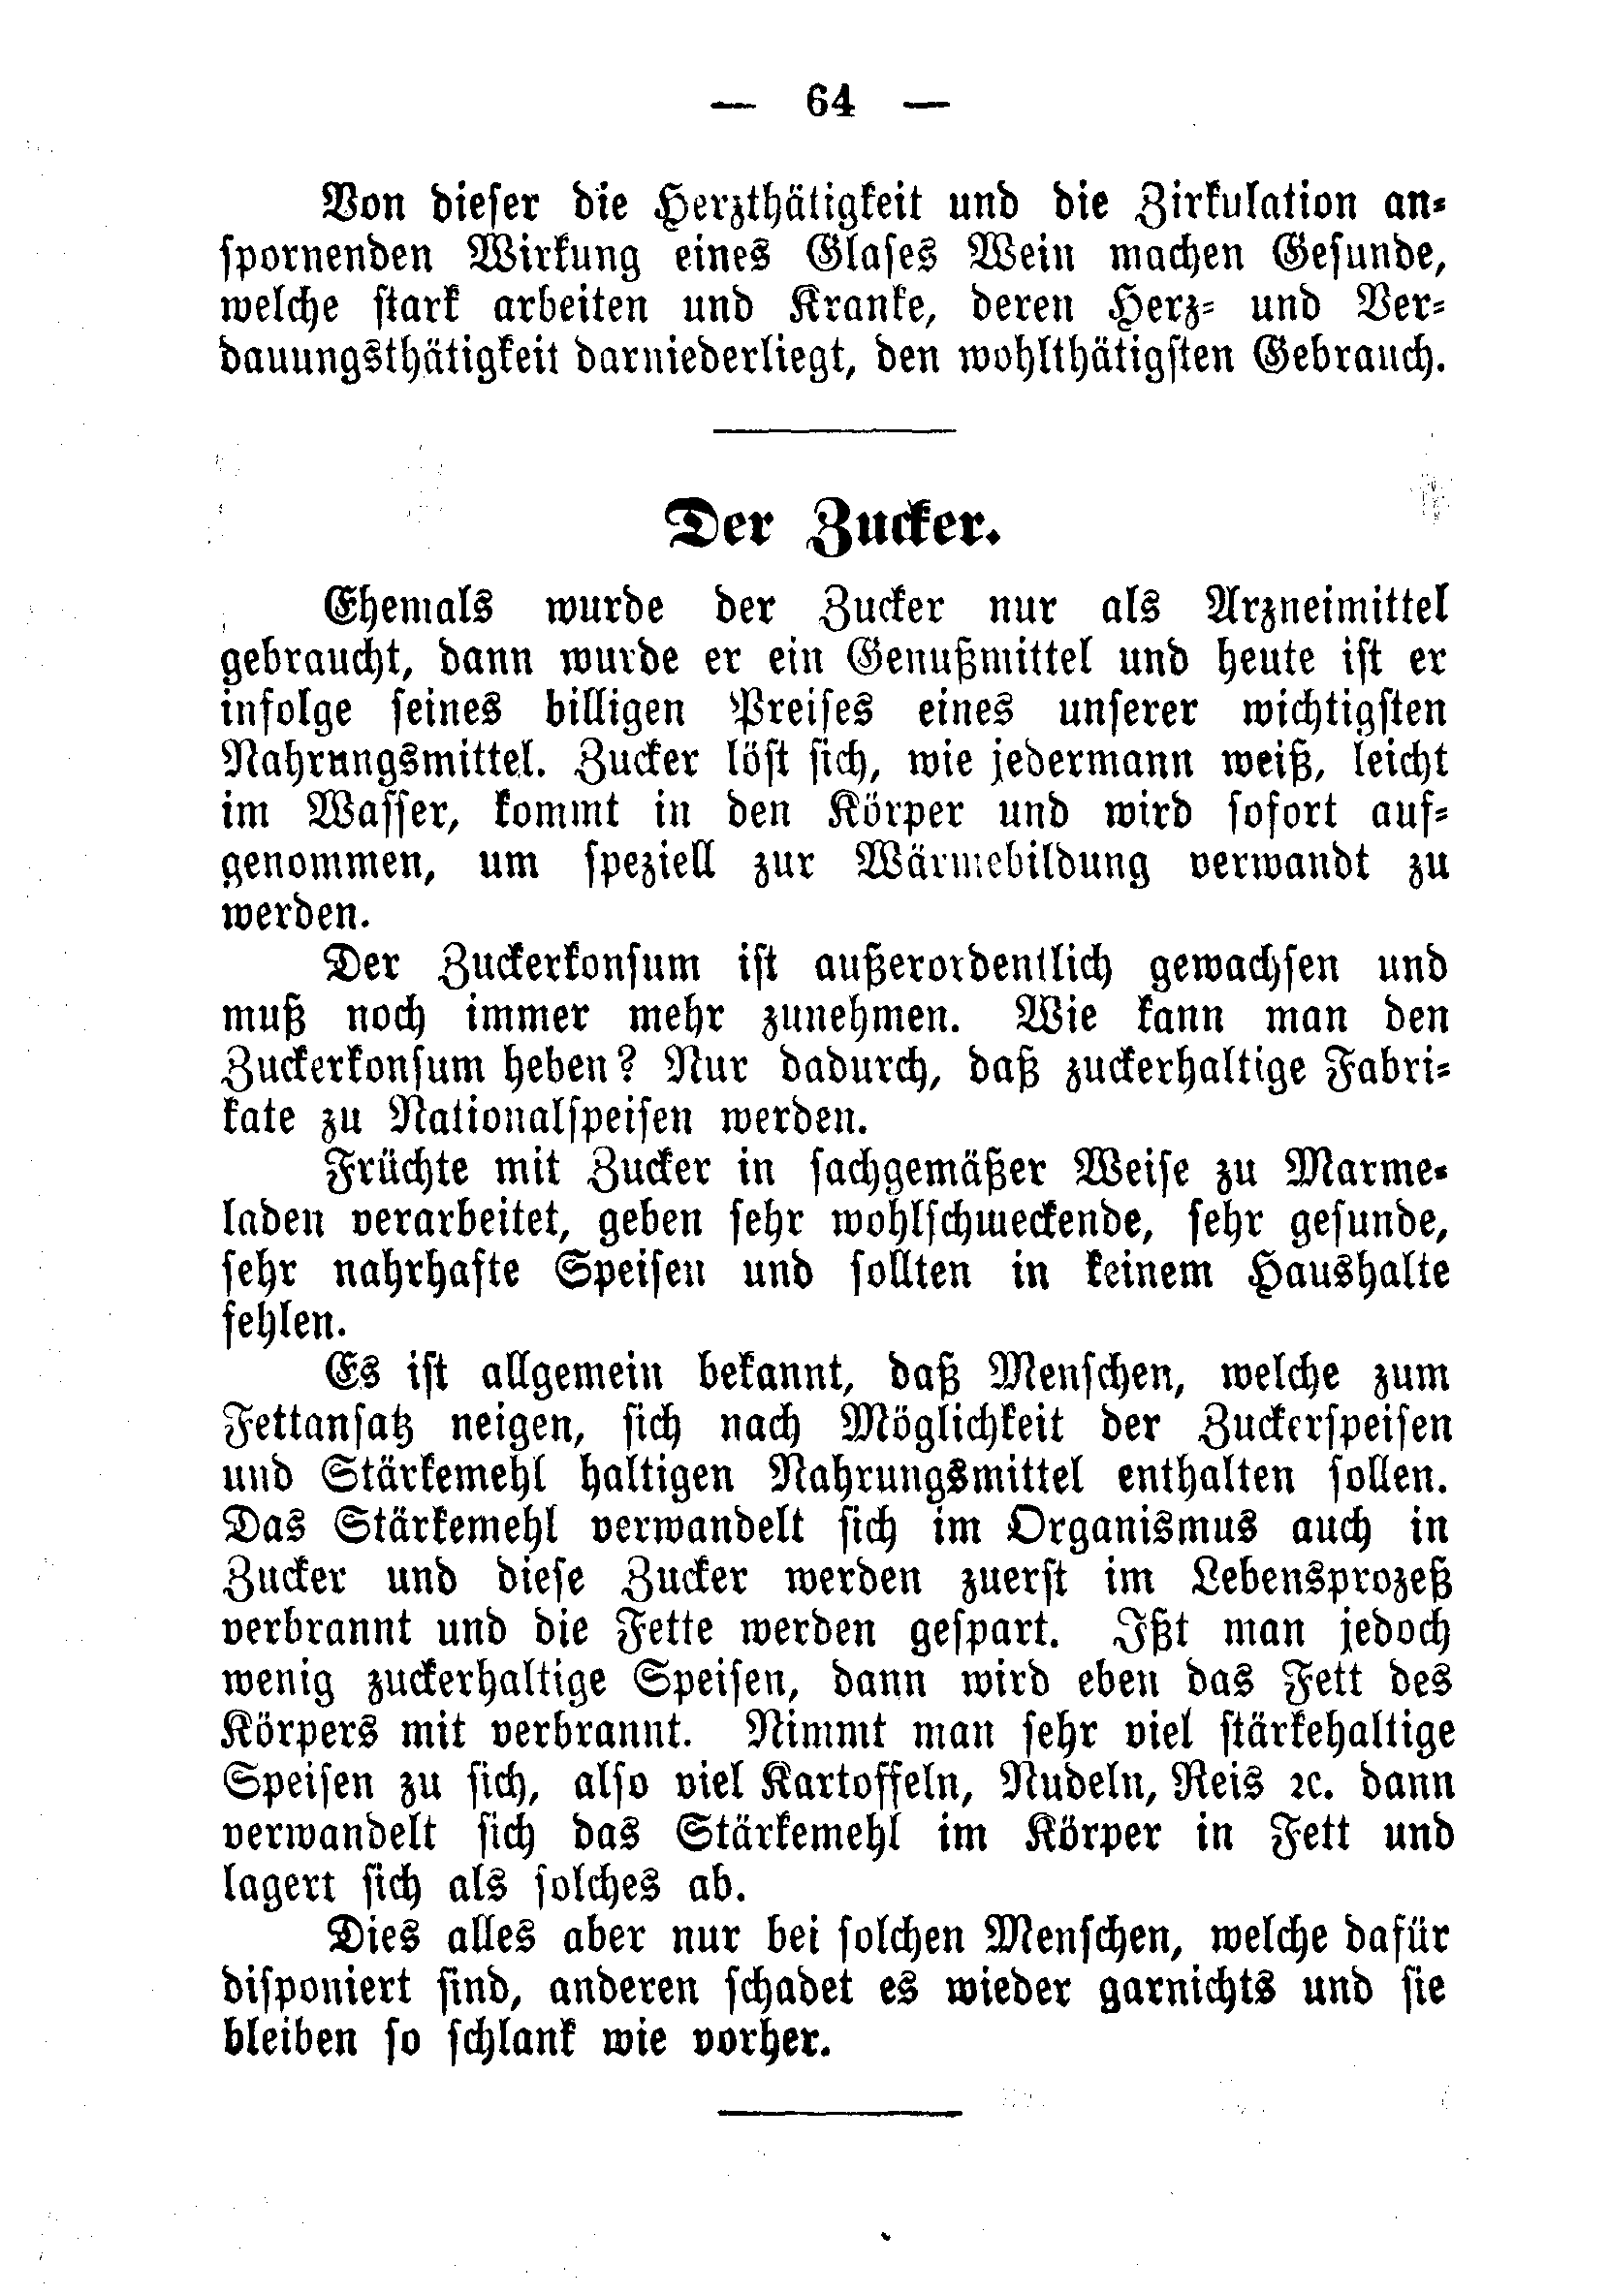 — 64 —
Von dieser die Herzthätigkeit und die Zirkulation an-
spornenden Wirkung eines Glases Wein machen Gesunde,
welche stark arbeiten und Kranke, deren Herz- und Ver-
dauungsthätigkeit darniederliegt, den wohlthätigsten Gebrauch.
Der Zucker.
Ehemals wurde der Zucker nur als Arzneimittel
gebraucht, dann wurde er ein Genußmittel und heute ist er
infolge seines billigen Preises eines unserer wichtigsten
Nahrungsmittel. Zucker löst sich, wie jedermann weiß, leicht
im Wasser, kommt in den Körper und wird sofort auf-
genommen, um speziell zur Wärmebildung verwandt zu
werden.
Der Zuckerkonsum ist außerordentlich gewachsen und
muß noch immer mehr zunehmen. Wie kann man den
Zuckerkonsum heben? Nur dadurch, daß zuckerhaltige Fabri-
kate zu Nationalspeisen werden.
Früchte mit Zucker in sachgemäßer Weise zu Marme-
laden verarbeitet, geben sehr wohlschmeckende, sehr gesunde,
sehr nahrhafte Speisen und sollten in keinem Haushalte
fehlen.
Es ist allgemein bekannt, daß Menschen, welche zum
Fettansatz neigen, sich nach Möglichkeit der Zuckerspeisen
und Stärkemehl haltigen Nahrungsmittel enthalten sollen.
Das Stärkemehl verwandelt sich im Organismus auch in
Zucker und diese Zucker werden zuerst im Lebensprozeß
verbrannt und die Fette werden gespart. Ißt man jedoch
wenig zuckerhaltige Speisen, dann wird eben das Fett des
Körpers mit verbrannt. Nimmt man sehr viel stärkehaltige
Speisen zu sich, also viel Kartoffeln, Nudeln, Reis ꝛc. dann
verwandelt sich das Stärkemehl im Körper in Fett und
lagert sich als solches ab.
Dies alles aber nur bei solchen Menschen, welche dafür
disponiert sind, anderen schadet es wieder garnichts und sie
bleiben so schlank wie vorher.